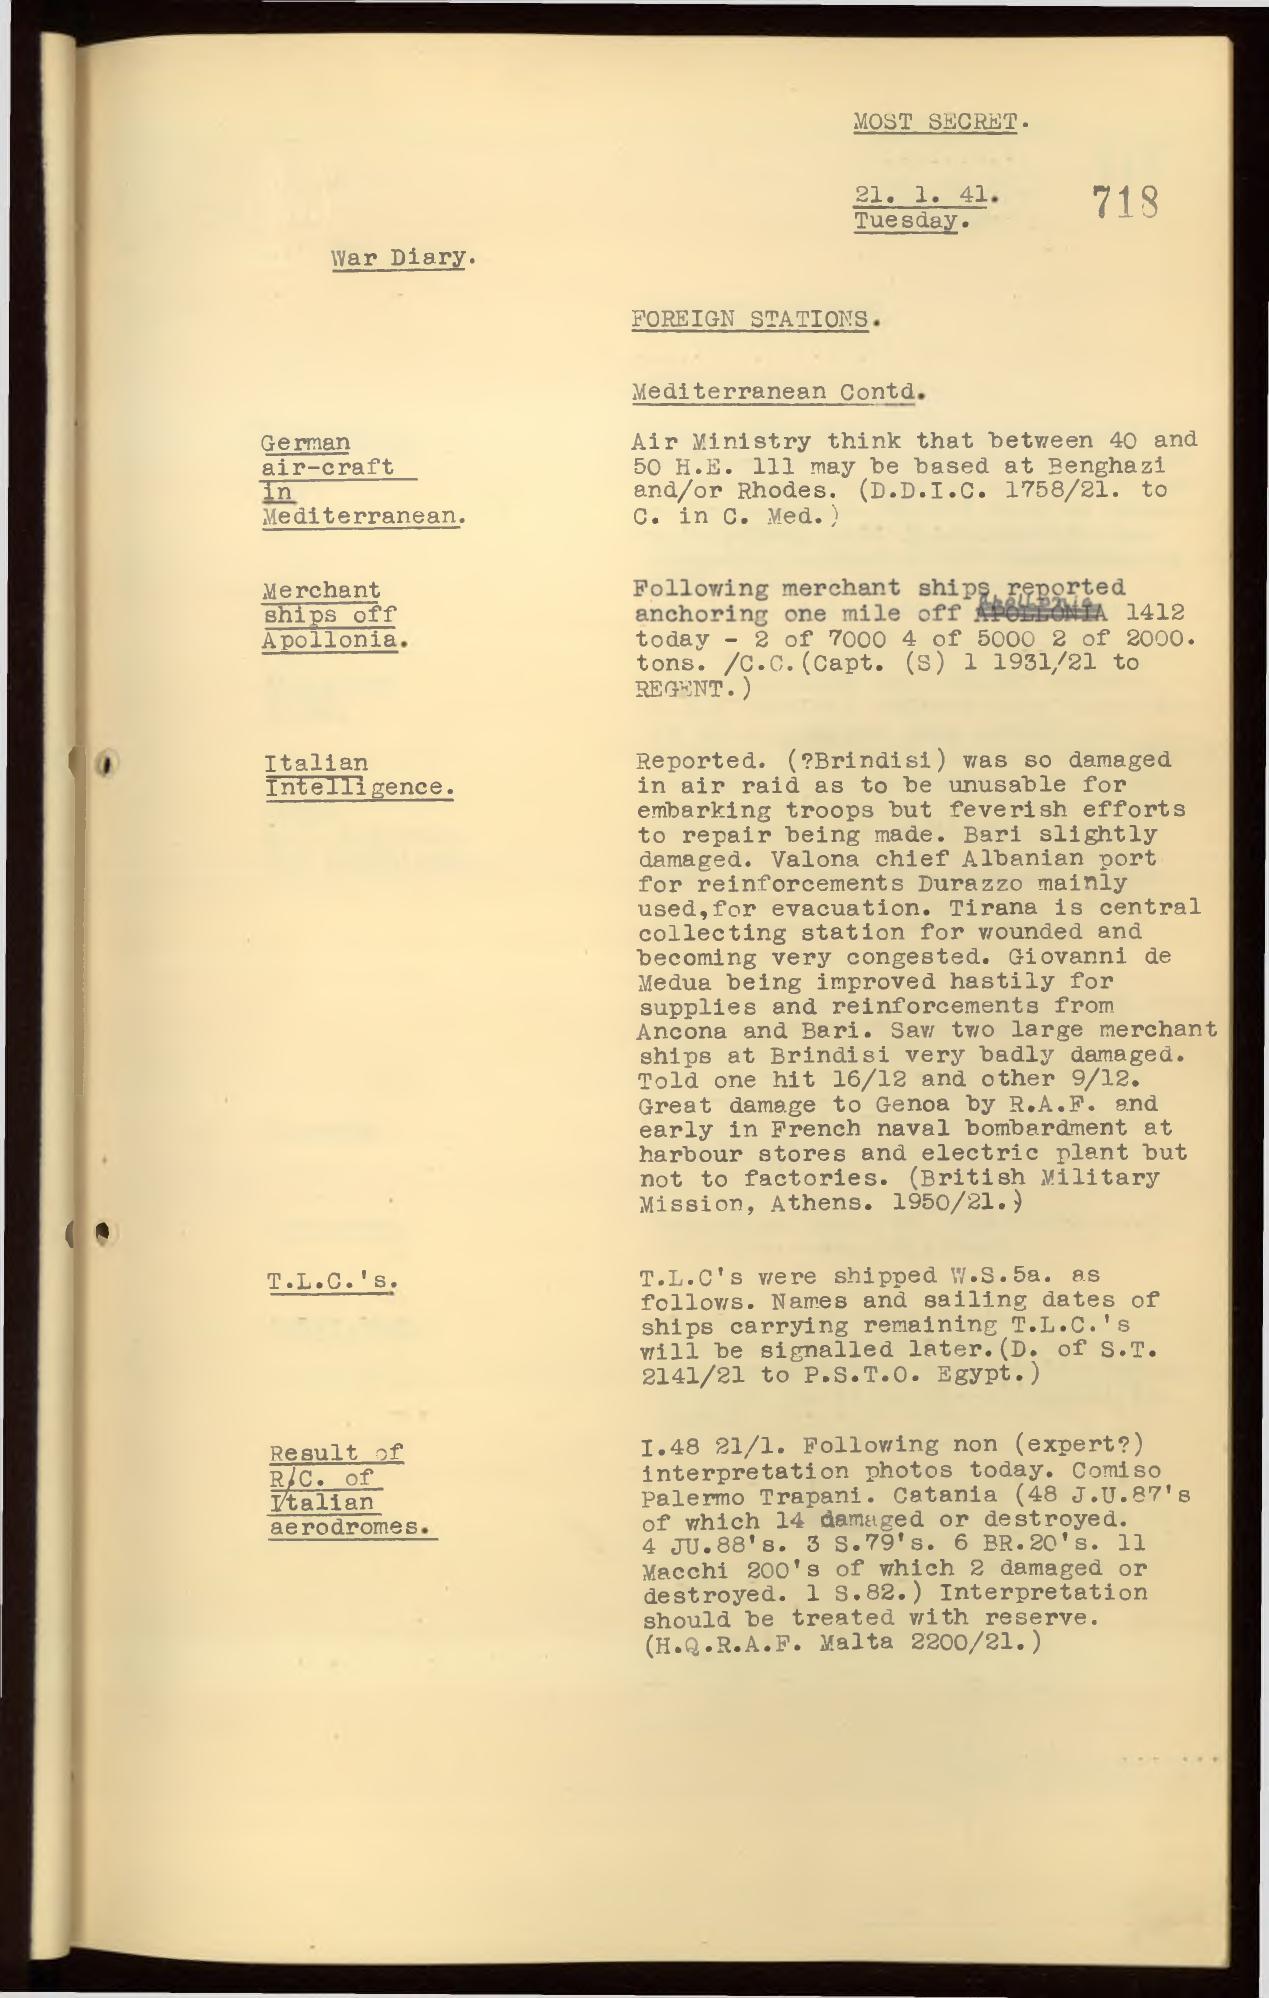 MOST SECRET.
21. 1. 41.
718
Tuesday.
War Diary.
FOREIGN STATIONS.
Mediterranean Contd.
German
air-craft
in
Mediterranean.
Air Ministry think that between 40 and
50 H.E. 111 may be based at Benghazi
and/or Rhodes. (D.D.I.C. 1758/21. to
C. in C. Med.)
Merchant
ships off
Apollonia.
Following merchant ships reported
anchoring one mile off Apollonia APOLLONIA 1412
today - 2 of 7000 4 of 5000 2 of 2000.
tons. /C.C.(Capt. (S) 1 1931/21 to
REGENT.)
Italian
Intelligence.
Reported. (?Brindisi) was so damaged
in air raid as to be unusable for
embarking troops but feverish efforts
to repair being made. Bari slightly
damaged. Valona chief Albanian port
for reinforcements Durazzo mainly
used,for evacuation. Tirana is central
collecting station for wounded and
becoming very congested. Giovanni de
Medua being improved hastily for
supplies and reinforcements from
Ancona and Bari. Saw two large merchant
ships at Brindisi very badly damaged.
Told one hit 16/12 and other 9/12.
Great damage to Genoa by R.A.F. and
early in French naval bombardment at
harbour stores and electric plant but
not to factories. (British Military
Mission, Athens. 1950/21.)
T.L.C.'s.
T.L.C's were shipped W.S.5a. as
follows. Names and sailing dates of
ships carrying remaining T.L.C.'s
will be signalled later.(D. of S.T.
2141/21 to P.S.T.O. Egypt.)
Result of
R/C. of
Italian
aerodromes.
I.48 21/1. Following non (expert?)
interpretation photos today. Comiso
Palermo Trapani. Catania (48 J.U.87's
of which 14 damaged or destroyed.
4 JU.88's. 3 S.79's. 6 BR.20's. 11
Macchi 200's of which 2 damaged or
destroyed. 1 S.82.) Interpretation
should be treated with reserve.
(H.Q.R.A.F. Malta 2200/21.)